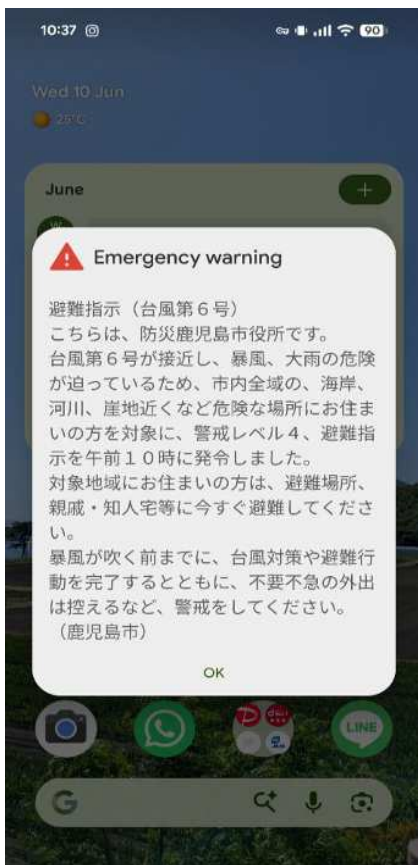 10:37
90
Wed 10 Jun
25°C
June
Emergency warning
避難指示（台風第６号）
こちらは、防災鹿児島市役所です。
台風第６号が接近し、暴風、大雨の危険
が迫っているため、市内全域の、海岸、
河川、崖地近くなど危険な場所にお住ま
いの方を対象に、警戒レベル４、避難指
示を午前１０時に発令しました。
対象地域にお住まいの方は、避難場所、
親戚・知人宅等に今すぐ避難してくださ
い。
暴風が吹く前までに、台風対策や避難行
動を完了するとともに、不要不急の外出
は控えるなど、警戒をしてください。
（鹿児島市）
OK
LINE
G